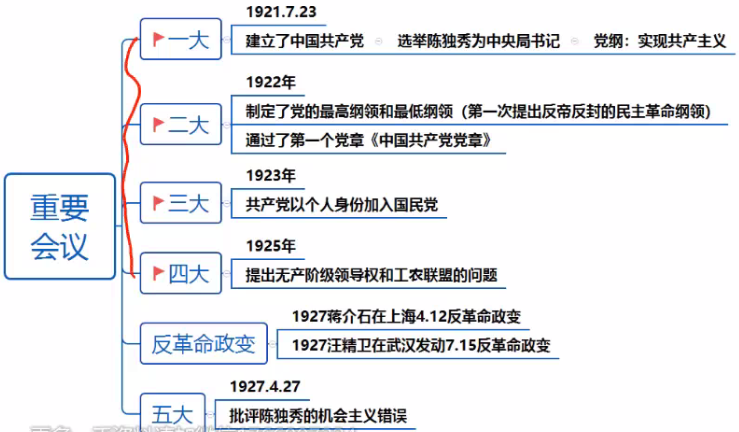 重要
会议
一大
1921.7.23
建立了中国共产党
选举陈独秀为中央局书记
党纲：实现共产主义
二大
1922年
制定了党的最高纲领和最低纲领（第一次提出反帝反封的民主革命纲领）
通过了第一个党章《中国共产党党章》
三大
1923年
共产党以个人身份加入国民党
四大
1925年
提出无产阶级领导权和工农联盟的问题
反革命政变
1927蒋介石在上海4.12反革命政变
1927汪精卫在武汉发动7.15反革命政变
五大
1927.4.27
批评陈独秀的机会主义错误